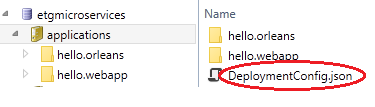 etgmicroservices
applications
hello.orleans
hello.webapp
Name
hello.orleans
hello.webapp
DeploymentConfig.json